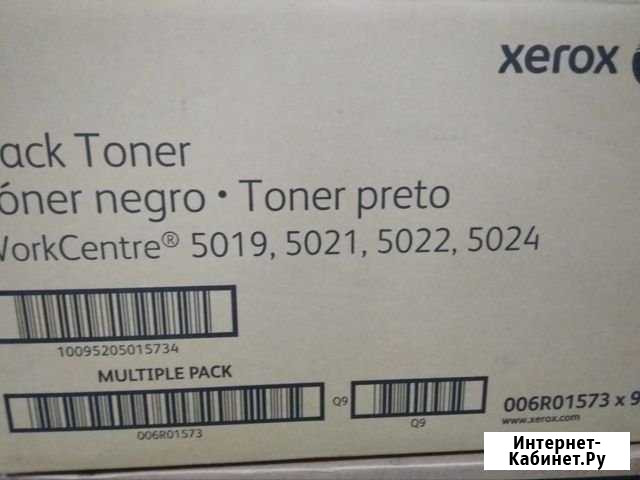 xerox
ack Toner
óner negro • Toner preto
WorkCentre® 5019, 5021, 5022, 5024
10095205015734
MULTIPLE PACK
Q9
006R01573
Q9
006R01573 x 9
www.xerox.com
Интернет-
Кабинет.Ру